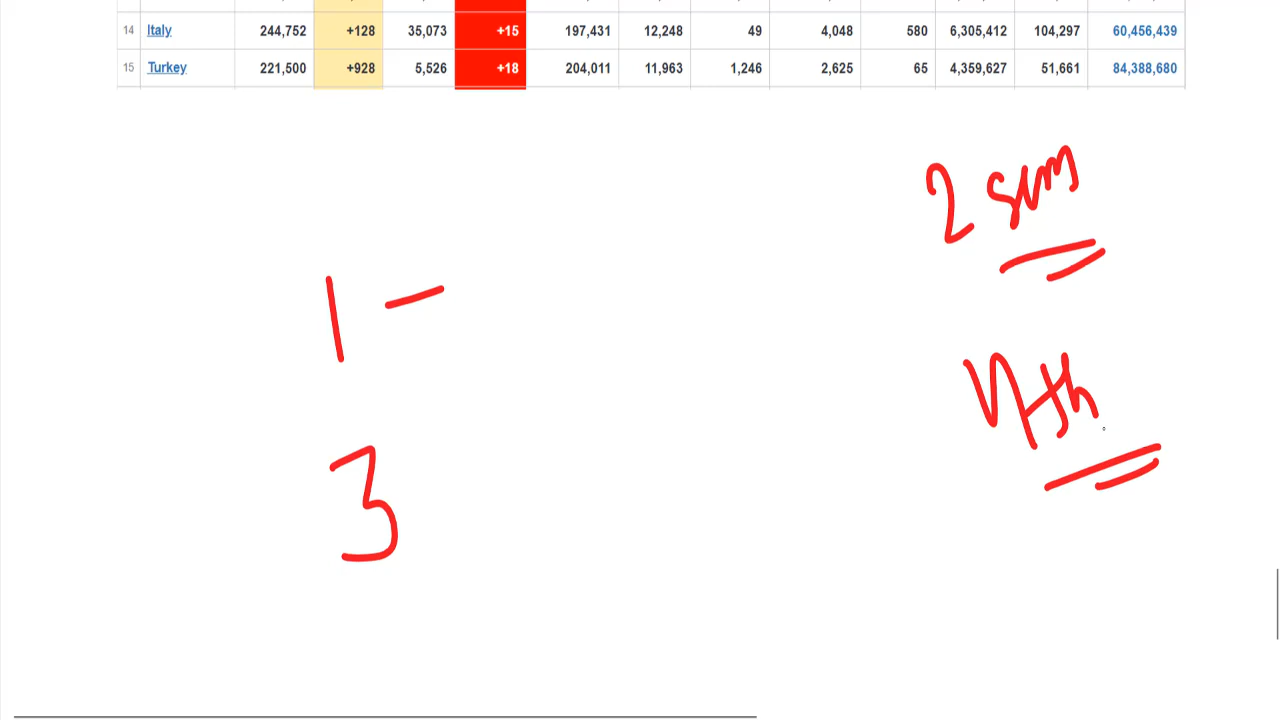 14 Italy 244,752 +128 35,073 +15 197,431 12,248 49 4,048 580 6,305,412 104,297 60,456,439
15 Turkey 221,500 +928 5,526 +18 204,011 11,963 1,246 2,625 65 4,359,627 51,661 84,388,680
2 sem
1 –
nth
3